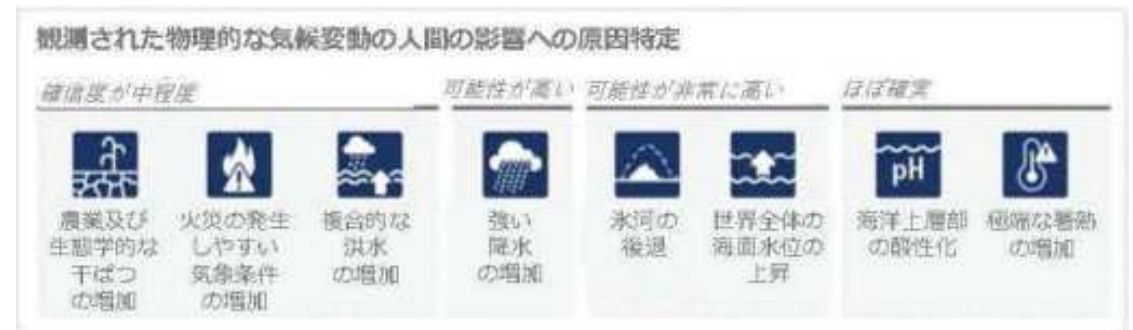 観測された物理的な気候変動の人間の影響への原因特定
確信度が中程度
可能性が高い
可能性が非常に高い
ほぼ確実
農業及び
生態学的な
干ばつ
の増加
火災の発生
しやすい
気象条件
の増加
複合的な
洪水
の増加
強い
降水
の増加
氷河の
後退
世界全体の
海面水位の
上昇
pH
海洋上層部
の酸性化
極端な暑熱
の増加